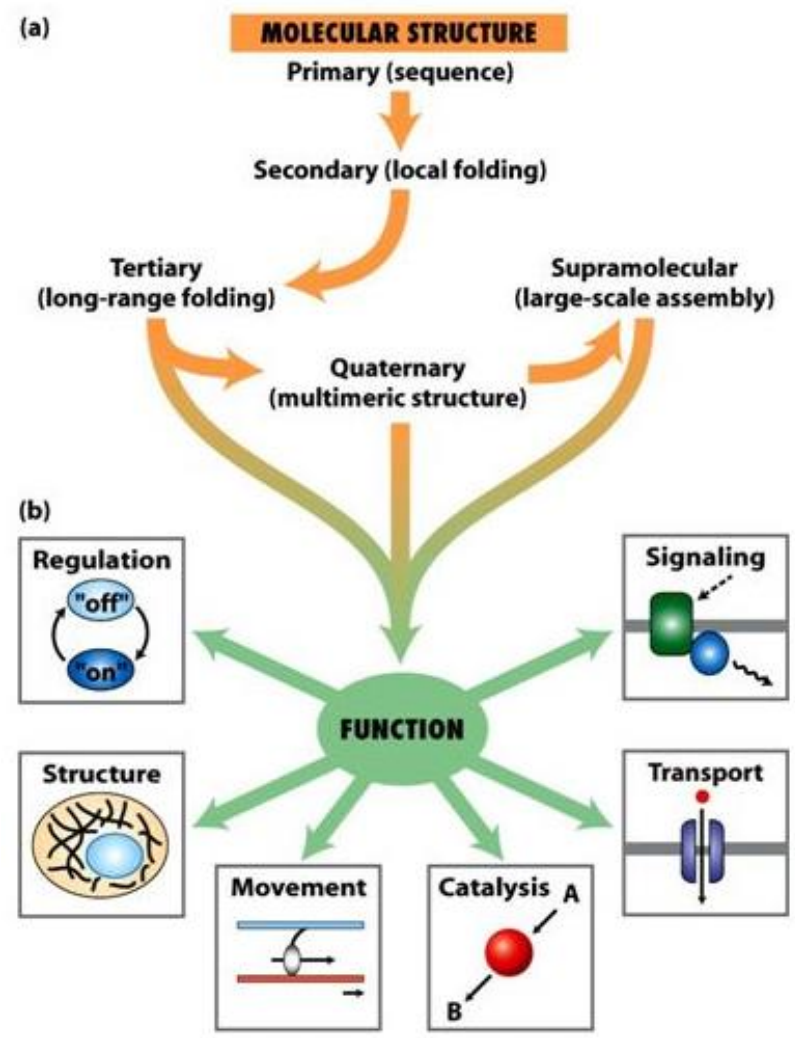 (a)
MOLECULAR STRUCTURE
Primary (sequence)
Secondary (local folding)
Tertiary
(long-range folding)
Supramolecular
(large-scale assembly)
Quaternary
(multimeric structure)
(b)
Regulation
"off"
"on"
Signaling
FUNCTION
Structure
Transport
Movement
Catalysis
A
B